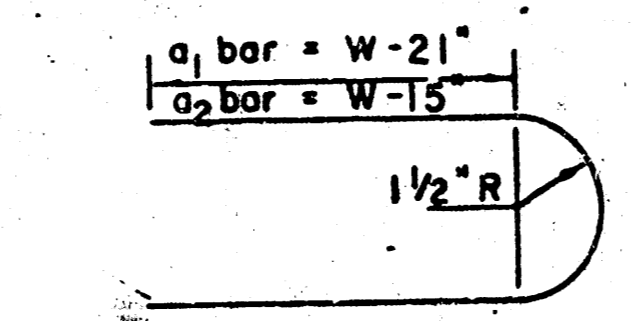 a₁ bar = W-21"
a₂ bar = W-15"
1 1/2" R